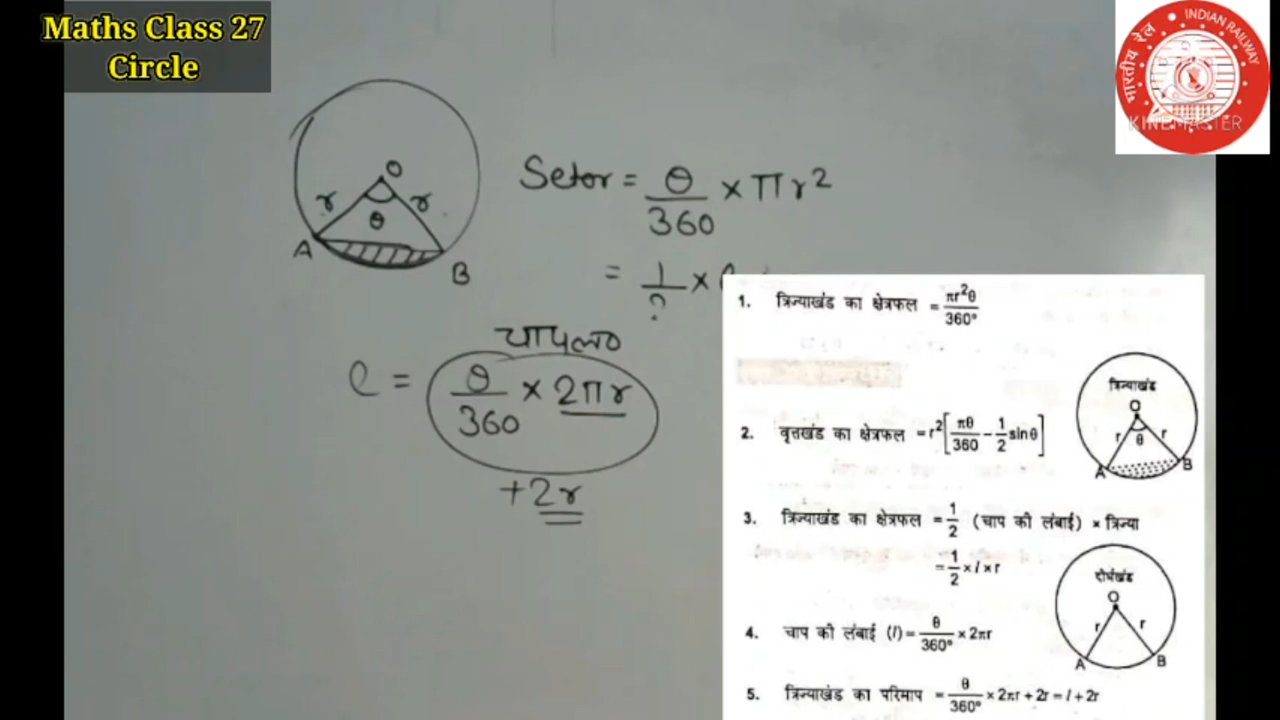 Maths Class 27
Circle
भारतीय रेल
INDIAN RAILWAY
KINEMASTER
O
r r
θ
A
B
Setor = θ/360 × πr²
= 1/2 ×
चाप ल०
l = θ/360 × 2πr
+2r
1. त्रिज्याखंड का क्षेत्रफल = πr²θ/360°
त्रिज्याखंड
O
r θ r
A B
2. वृत्तखंड का क्षेत्रफल = r²[πθ/360 - 1/2 sinθ]
3. त्रिज्याखंड का क्षेत्रफल = 1/2 (चाप की लंबाई) × त्रिज्या
= 1/2 × l × r
दीर्घखंड
O
r r
A B
4. चाप की लंबाई (l) = θ/360° × 2πr
5. त्रिज्याखंड का परिमाप = θ/360° × 2πr + 2r = l + 2r